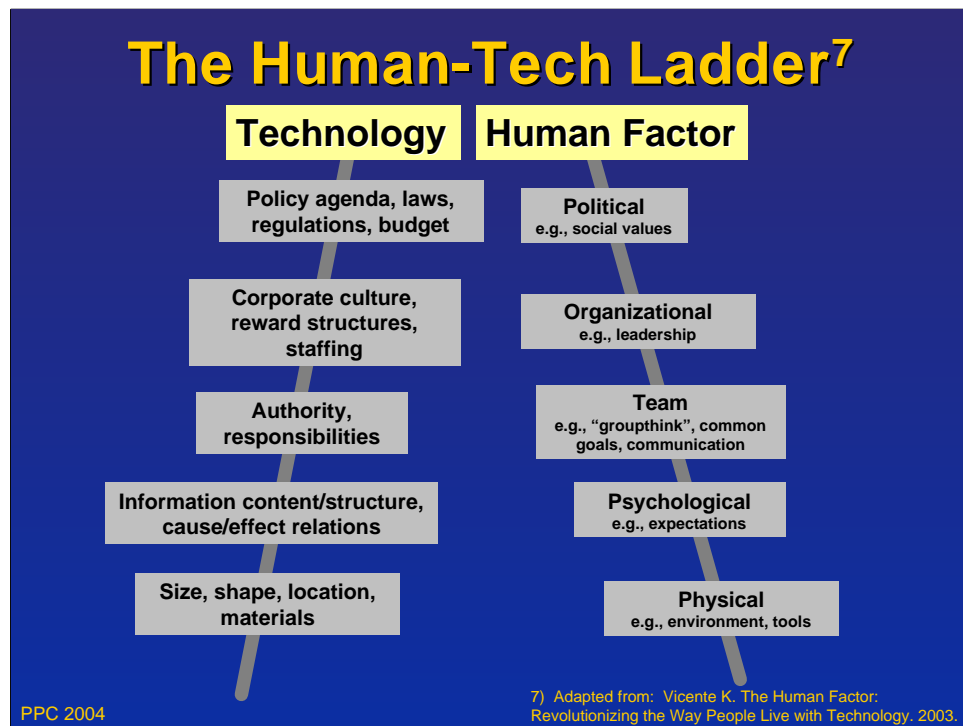 The Human-Tech Ladder7
Technology
Human Factor
Policy agenda, laws,
regulations, budget
Political
e.g., social values
Corporate culture,
reward structures,
staffing
Organizational
e.g., leadership
Authority,
responsibilities
Team
e.g., “groupthink”, common
goals, communication
Information content/structure,
cause/effect relations
Psychological
e.g., expectations
Size, shape, location,
materials
Physical
e.g., environment, tools
PPC 2004
7) Adapted from: Vicente K. The Human Factor:
Revolutionizing the Way People Live with Technology. 2003.